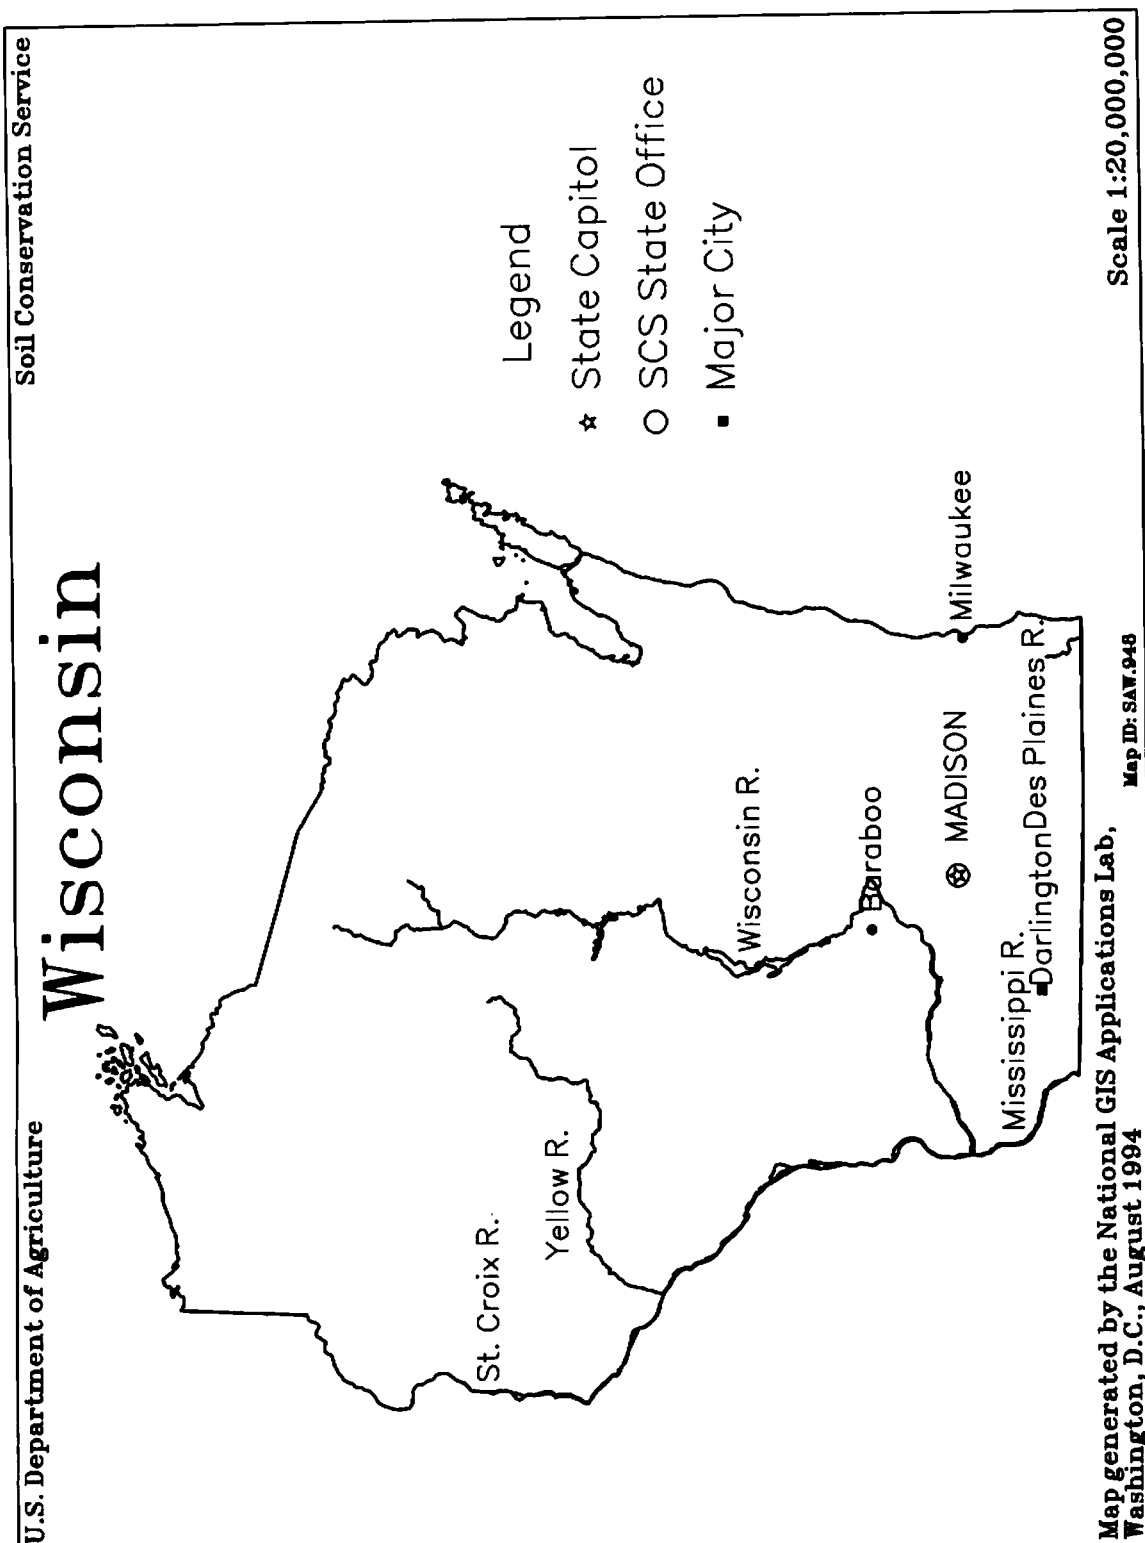 U.S. Department of Agriculture
Soil Conservation Service
Wisconsin
Legend
State Capitol
SCS State Office
Major City
St. Croix R.
Yellow R.
Wisconsin R.
Baraboo
MADISON
Milwaukee
Mississippi R.
Darlington
Des Plaines R.
Map generated by the National GIS Applications Lab,
Washington, D.C., August 1994
Map ID: SAW.948
Scale 1:20,000,000